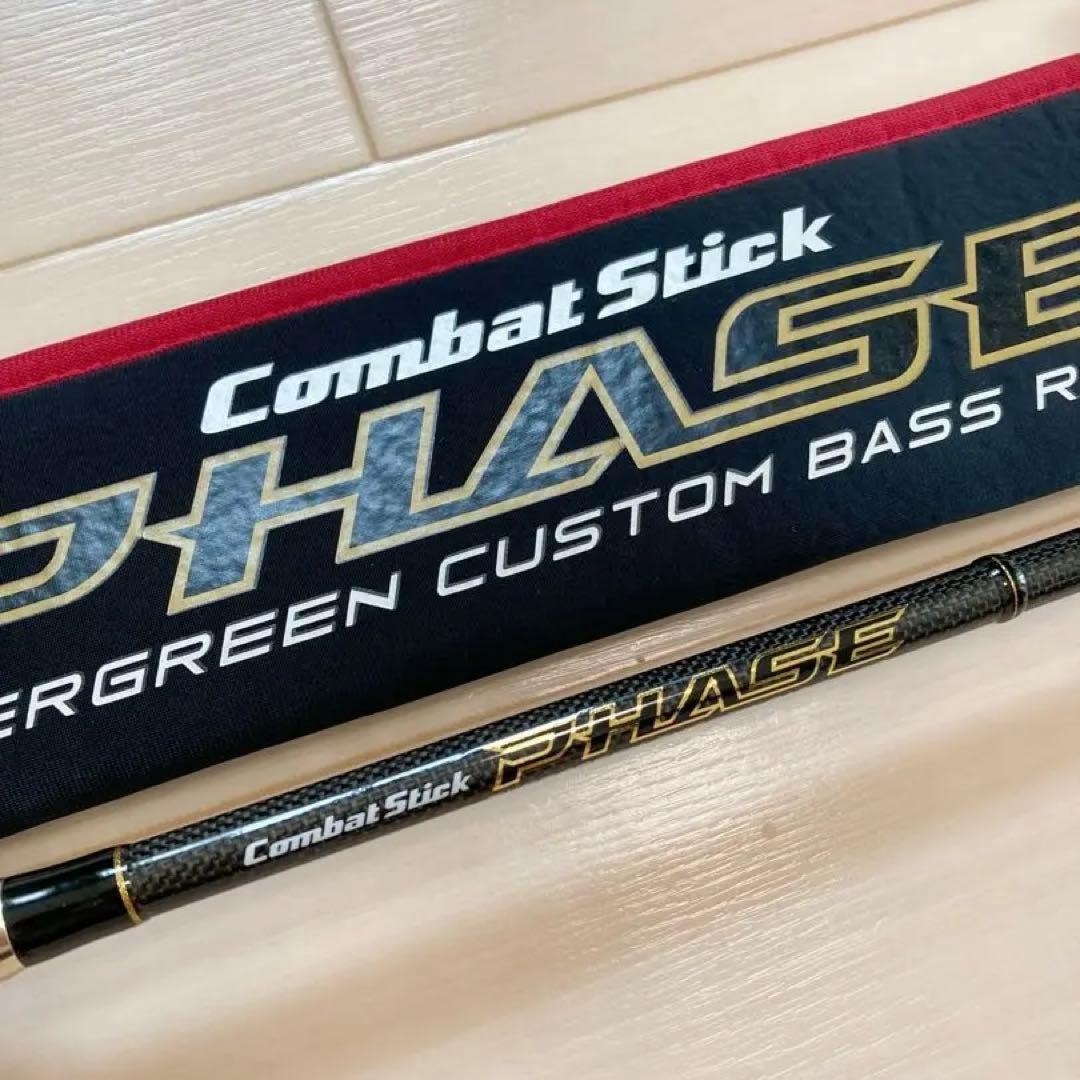 Combat Stick
PHASE
ERGREEN CUSTOM BASS R
Combat Stick PHASE